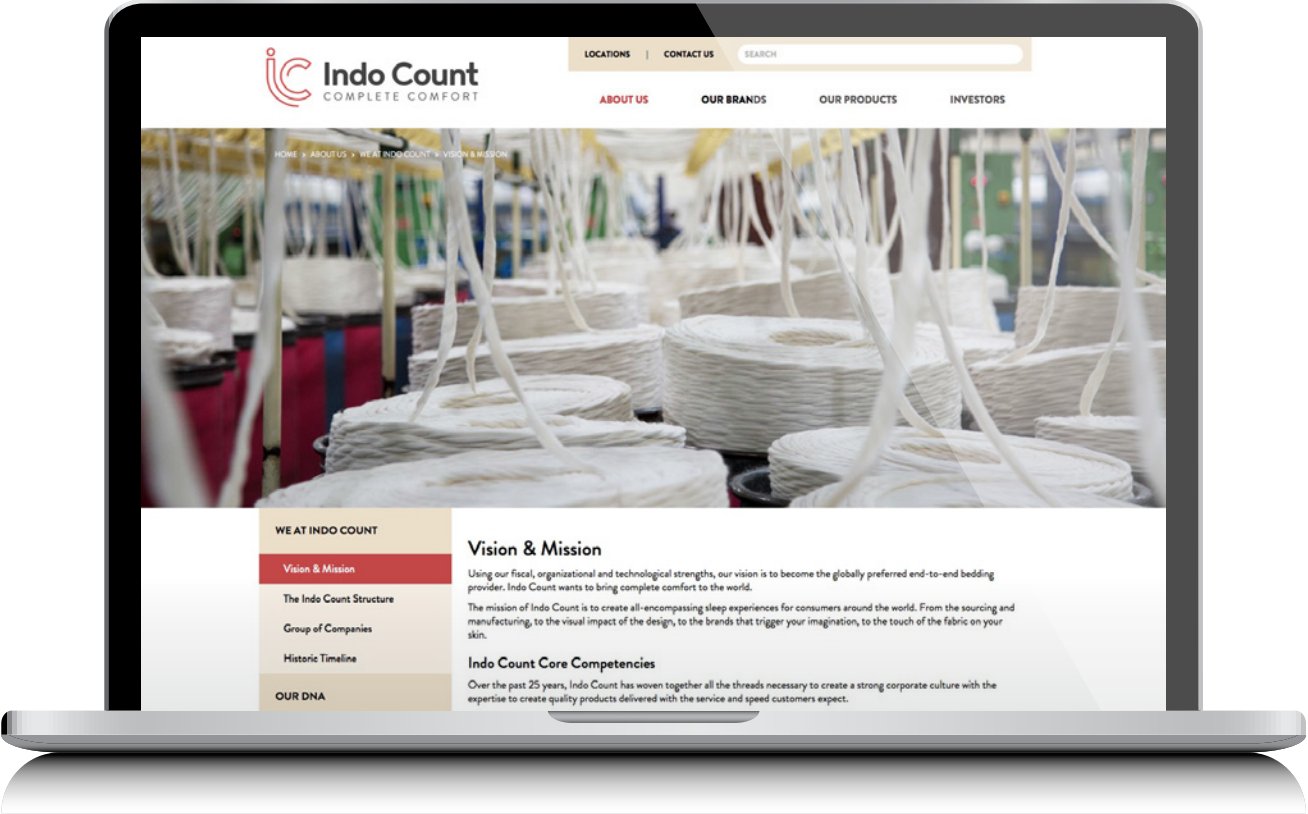 Indo Count
COMPLETE COMFORT
LOCATIONS | CONTACT US SEARCH
ABOUT US OUR BRANDS OUR PRODUCTS INVESTORS
HOME > ABOUT US > WE AT INDO COUNT > VISION & MISSION
WE AT INDO COUNT
Vision & Mission
The Indo Count Structure
Group of Companies
Historic Timeline
OUR DNA
Vision & Mission
Using our fiscal, organizational and technological strengths, our vision is to become the globally preferred end-to-end bedding
provider. Indo Count wants to bring complete comfort to the world.
The mission of Indo Count is to create all-encompassing sleep experiences for consumers around the world. From the sourcing and
manufacturing, to the visual impact of the design, to the brands that trigger your imagination, to the touch of the fabric on your
skin.
Indo Count Core Competencies
Over the past 25 years, Indo Count has woven together all the threads necessary to create a strong corporate culture with the
expertise to create quality products delivered with the service and speed customers expect.